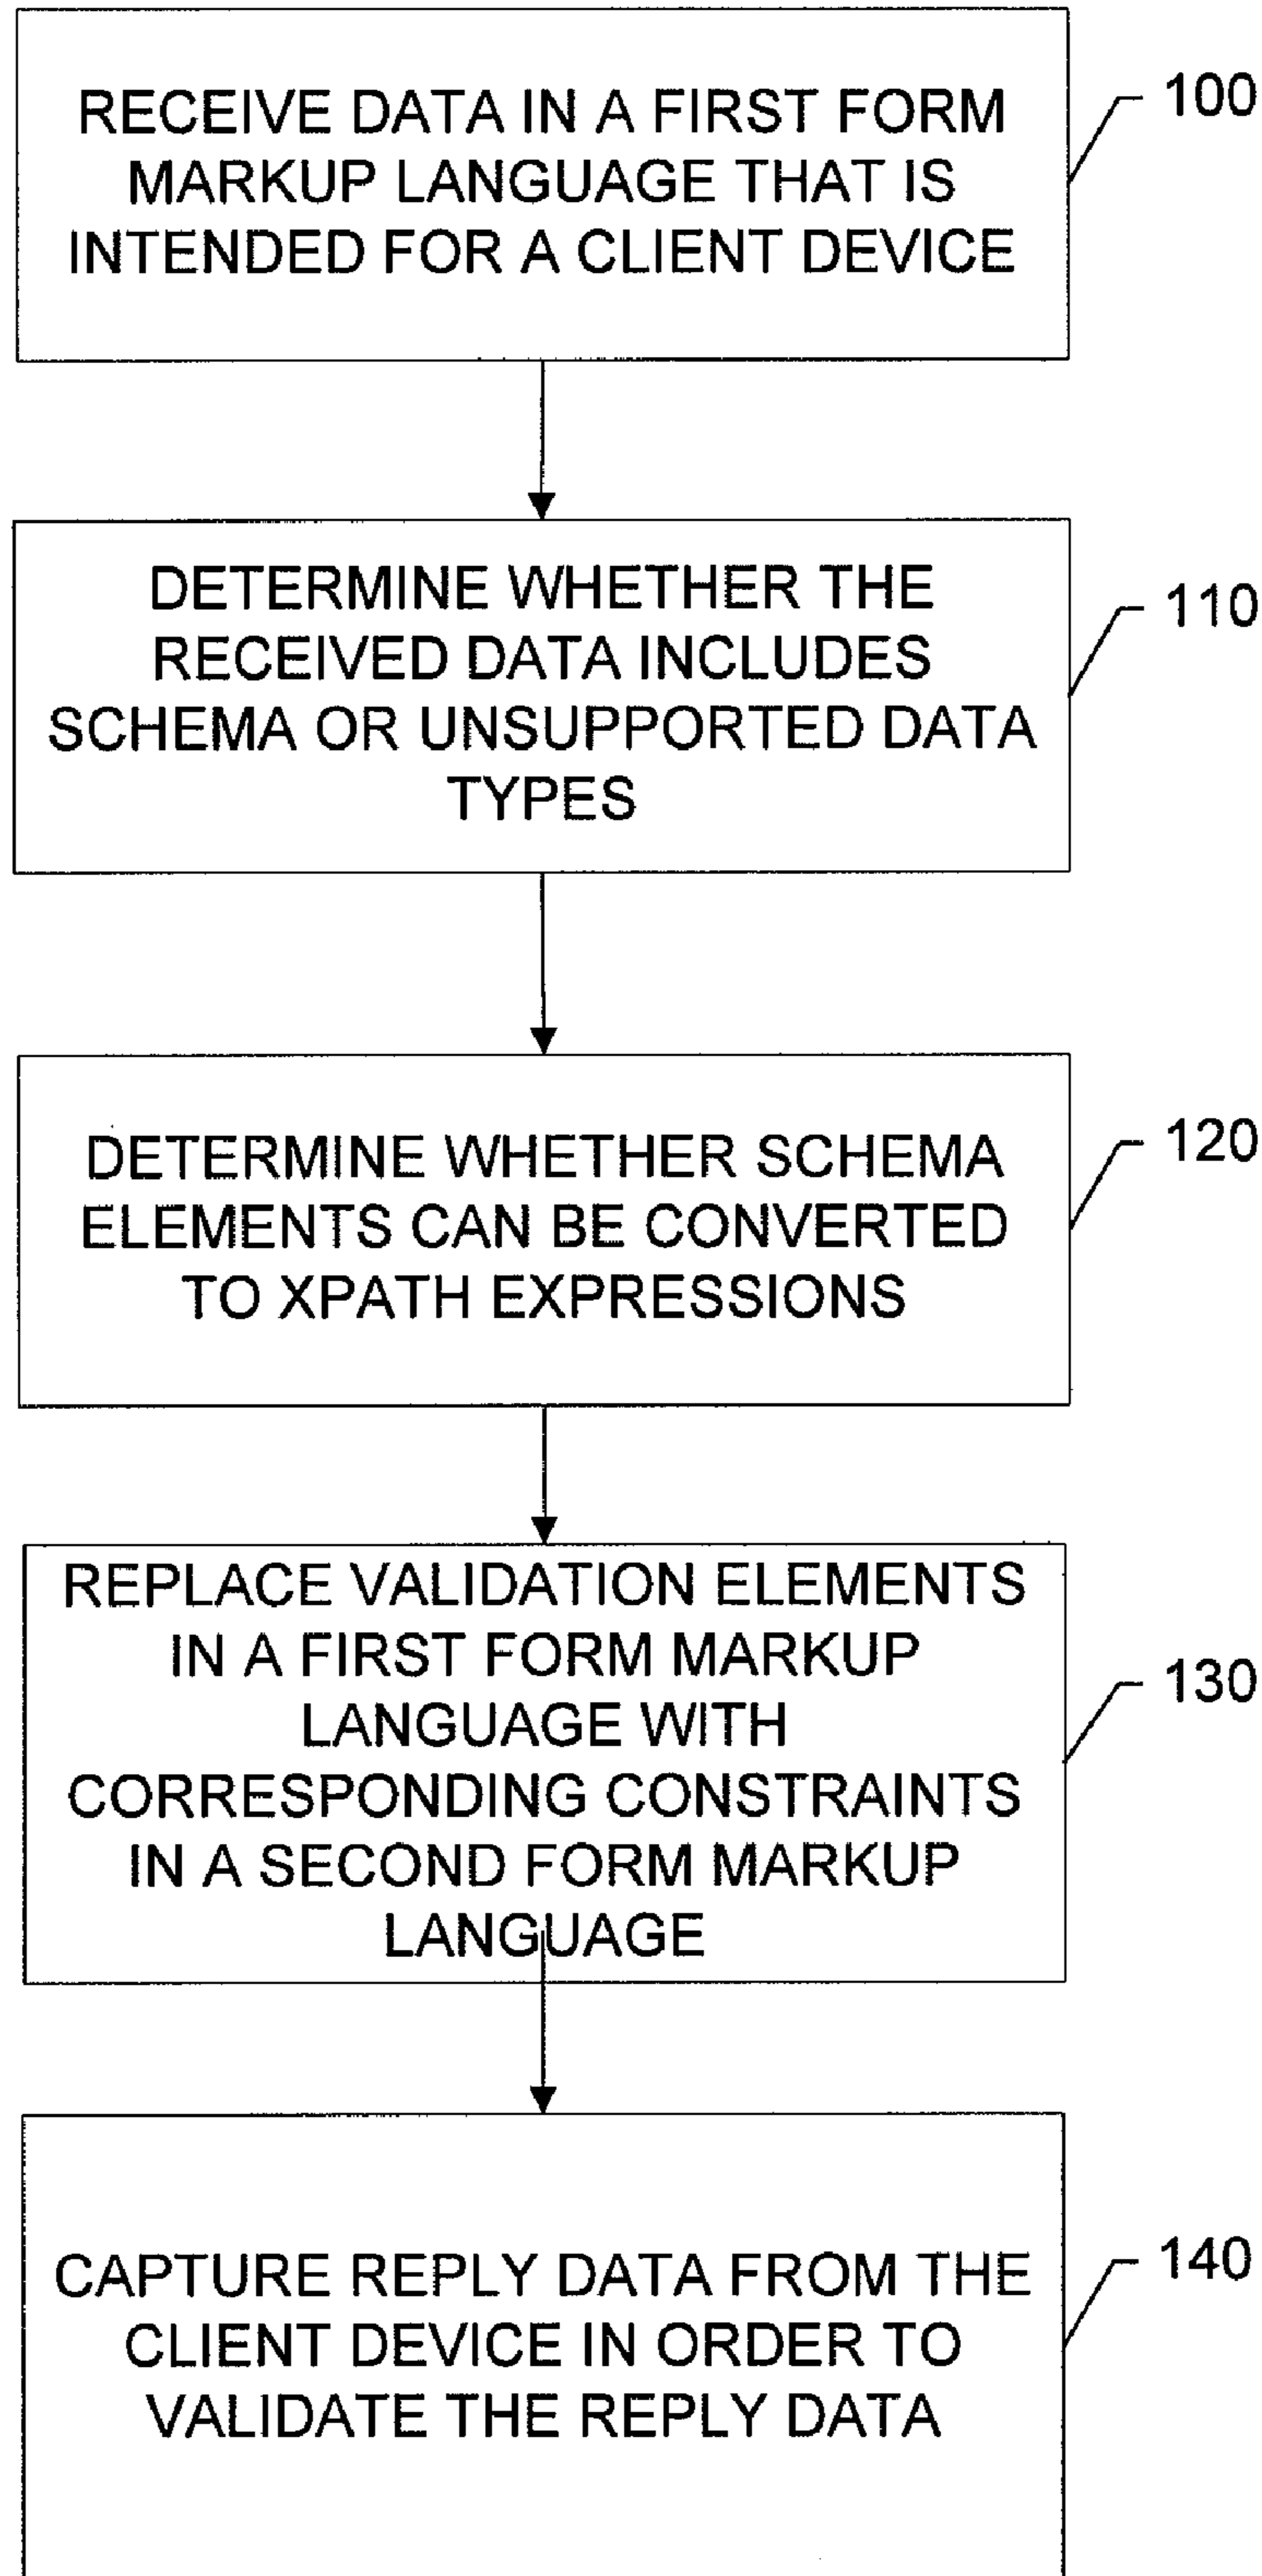 RECEIVE DATA IN A FIRST FORM
MARKUP LANGUAGE THAT IS
INTENDED FOR A CLIENT DEVICE
100
DETERMINE WHETHER THE
RECEIVED DATA INCLUDES
SCHEMA OR UNSUPPORTED DATA
TYPES
110
DETERMINE WHETHER SCHEMA
ELEMENTS CAN BE CONVERTED
TO XPATH EXPRESSIONS
120
REPLACE VALIDATION ELEMENTS
IN A FIRST FORM MARKUP
LANGUAGE WITH
CORRESPONDING CONSTRAINTS
IN A SECOND FORM MARKUP
LANGUAGE
130
CAPTURE REPLY DATA FROM THE
CLIENT DEVICE IN ORDER TO
VALIDATE THE REPLY DATA
140